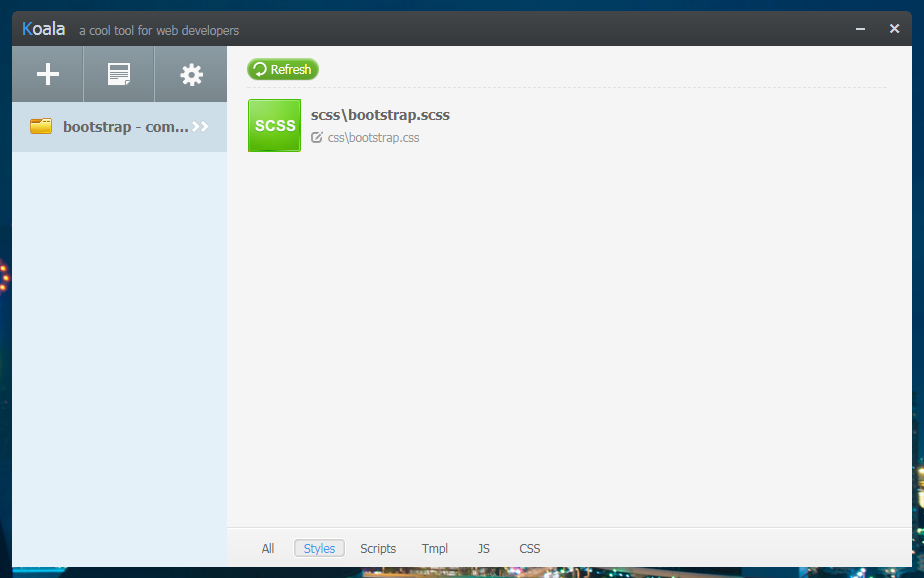 Koala a cool tool for web developers
bootstrap - com...
Refresh
SCSS
scss\bootstrap.scss
css\bootstrap.css
All Styles Scripts Tmpl JS CSS